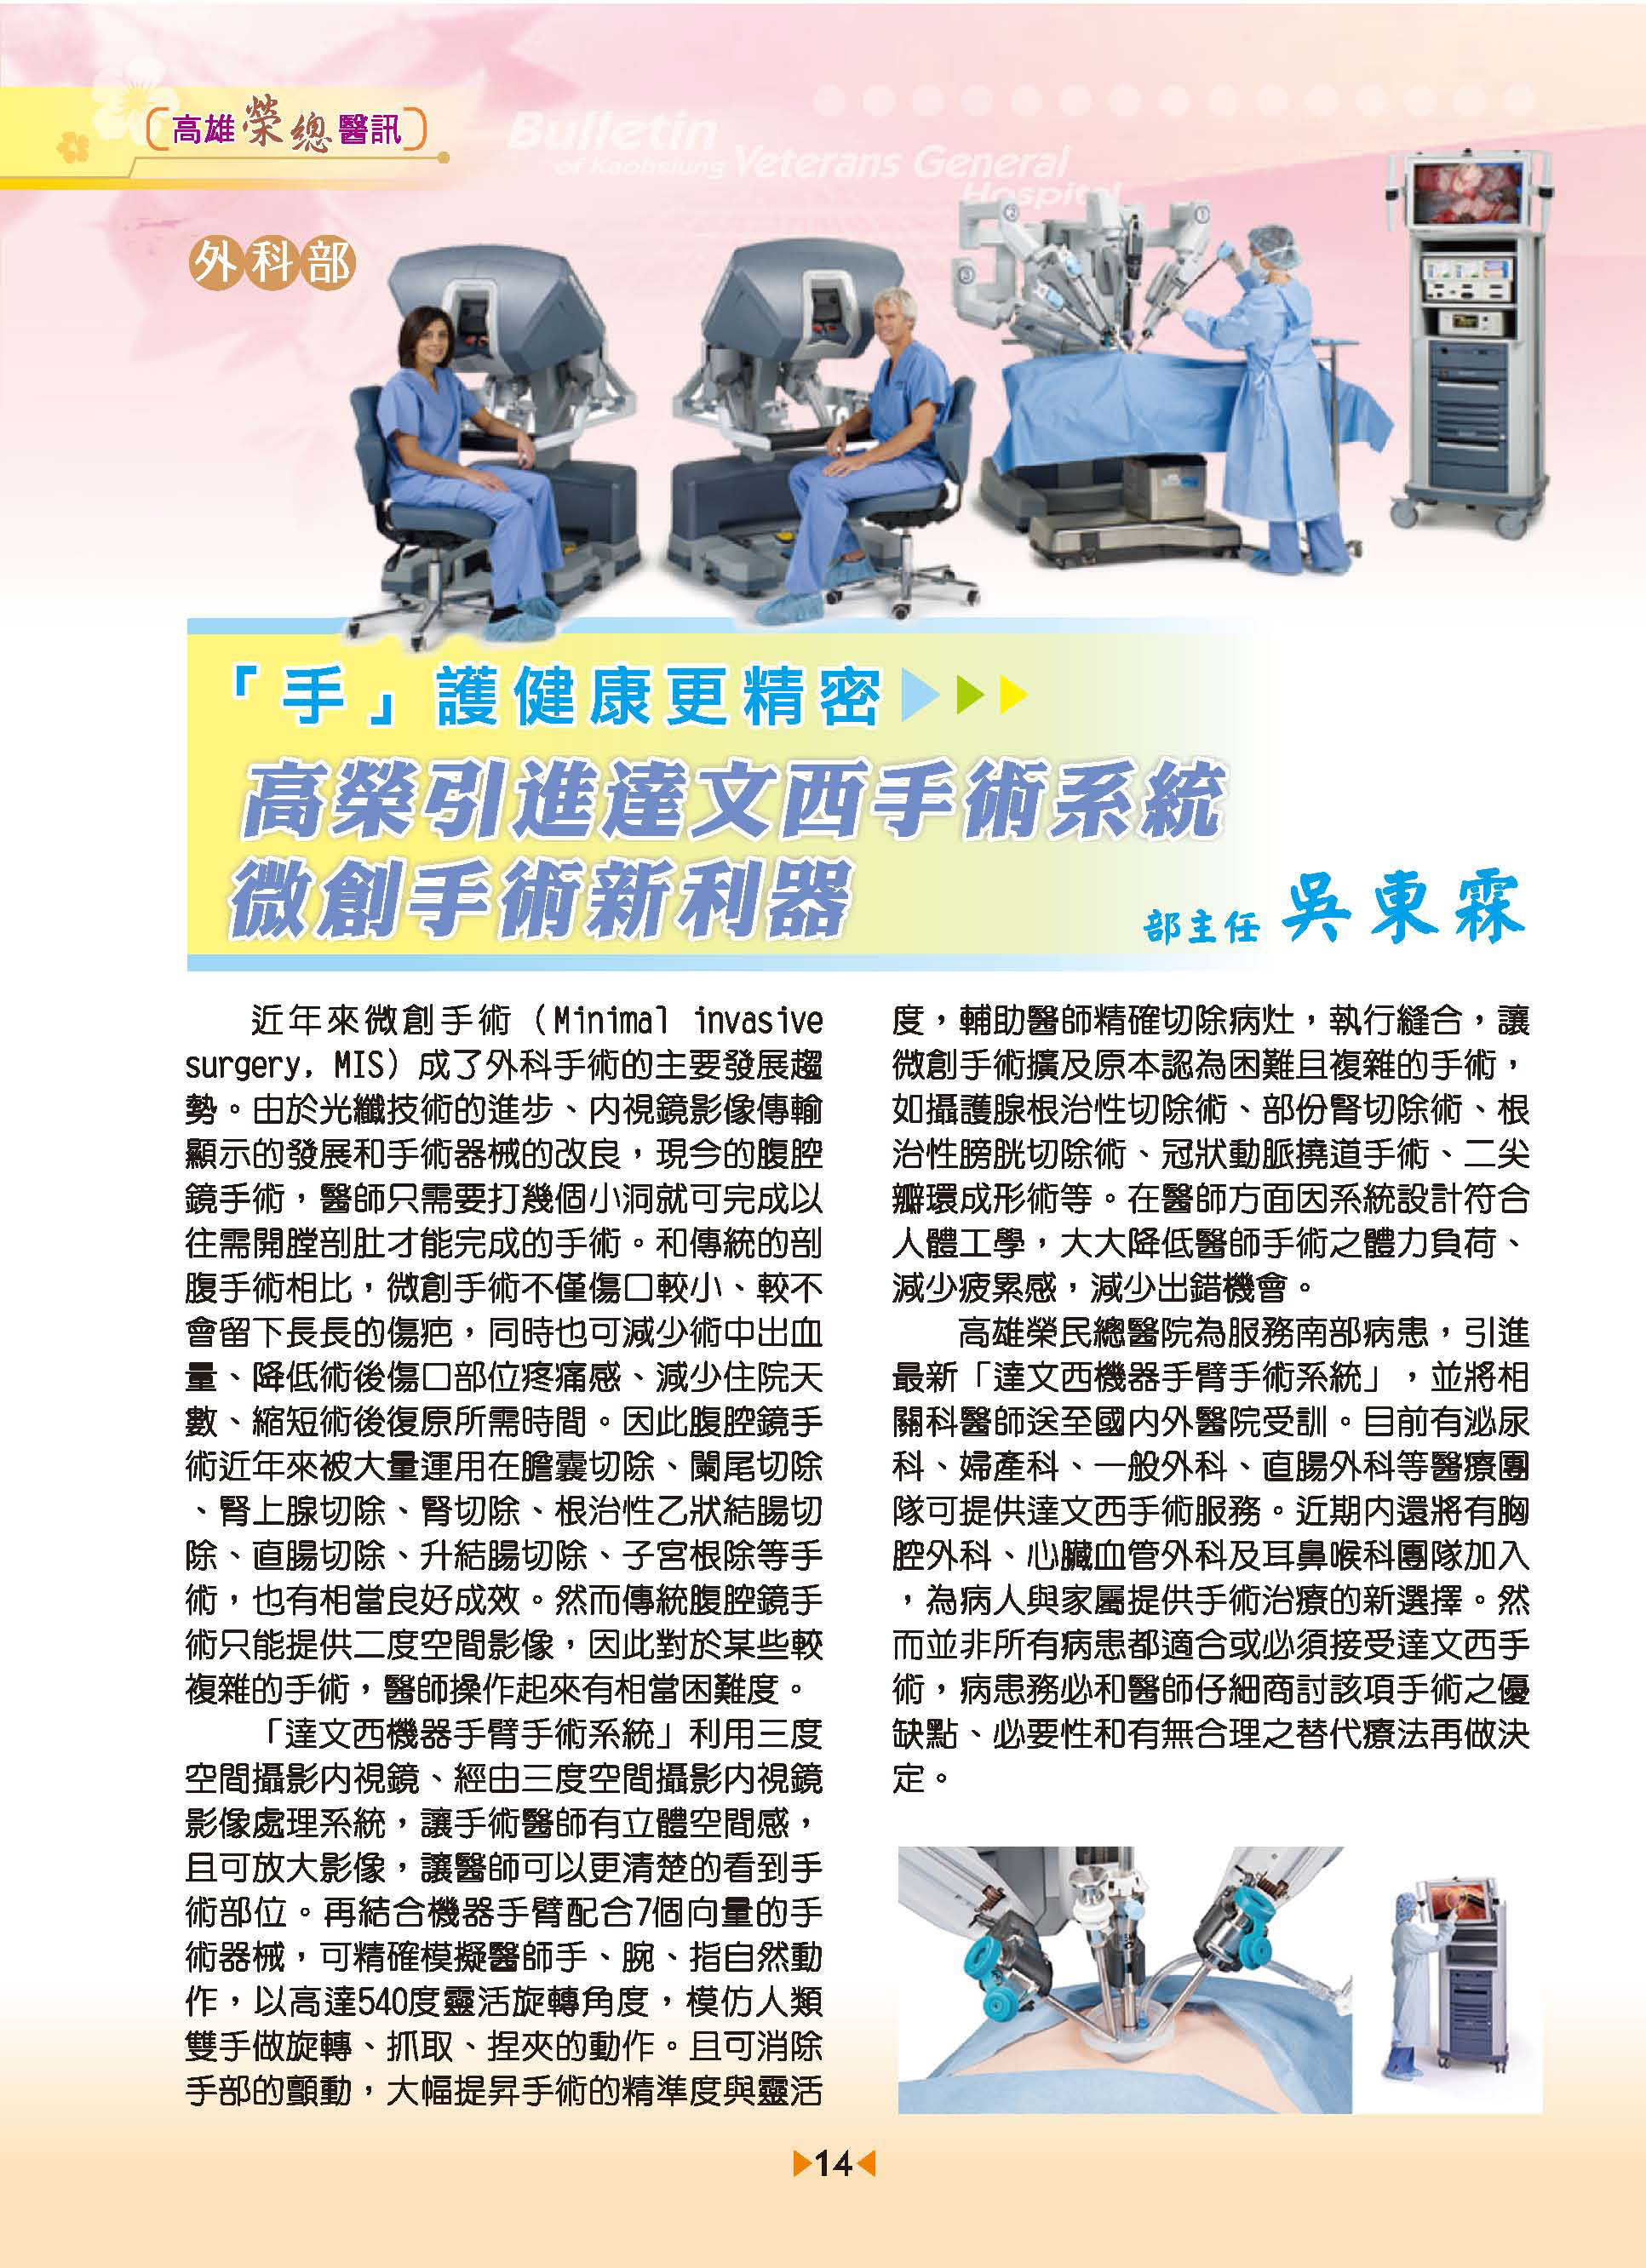 高雄榮總醫訊
Bulletin
of Kaohsiung Veterans General
Hospital
外科部
「手」護健康更精密
高榮引進達文西手術系統
微創手術新利器
部主任 吳東霖
近年來微創手術（Minimal invasive
surgery, MIS）成了外科手術的主要發展趨
勢。由於光纖技術的進步、內視鏡影像傳輸
顯示的發展和手術器械的改良，現今的腹腔
鏡手術，醫師只需要打幾個小洞就可完成以
往需開膛剖肚才能完成的手術。和傳統的剖
腹手術相比，微創手術不僅傷口較小、較不
會留下長長的傷疤，同時也可減少術中出血
量、降低術後傷口部位疼痛感、減少住院天
數、縮短術後復原所需時間。因此腹腔鏡手
術近年來被大量運用在膽囊切除、闌尾切除
、腎上腺切除、腎切除、根治性乙狀結腸切
除、直腸切除、升結腸切除、子宮根除等手
術，也有相當良好成效。然而傳統腹腔鏡手
術只能提供二度空間影像，因此對於某些較
複雜的手術，醫師操作起來有相當困難度。
「達文西機器手臂手術系統」利用三度
空間攝影內視鏡、經由三度空間攝影內視鏡
影像處理系統，讓手術醫師有立體空間感，
且可放大影像，讓醫師可以更清楚的看到手
術部位。再結合機器手臂配合7個向量的手
術器械，可精確模擬醫師手、腕、指自然動
作，以高達540度靈活旋轉角度，模仿人類
雙手做旋轉、抓取、捏夾的動作。且可消除
手部的顫動，大幅提昇手術的精準度與靈活
度，輔助醫師精確切除病灶，執行縫合，讓
微創手術擴及原本認為困難且複雜的手術，
如攝護腺根治性切除術、部份腎切除術、根
治性膀胱切除術、冠狀動脈撓道手術、二尖
瓣環成形術等。在醫師方面因系統設計符合
人體工學，大大降低醫師手術之體力負荷、
減少疲累感，減少出錯機會。
高雄榮民總醫院為服務南部病患，引進
最新「達文西機器手臂手術系統」，並將相
關科醫師送至國內外醫院受訓。目前有泌尿
科、婦產科、一般外科、直腸外科等醫療團
隊可提供達文西手術服務。近期內還將有胸
腔外科、心臟血管外科及耳鼻喉科團隊加入
，為病人與家屬提供手術治療的新選擇。然
而並非所有病患都適合或必須接受達文西手
術，病患務必和醫師仔細商討該項手術之優
缺點、必要性和有無合理之替代療法再做決
定。
14